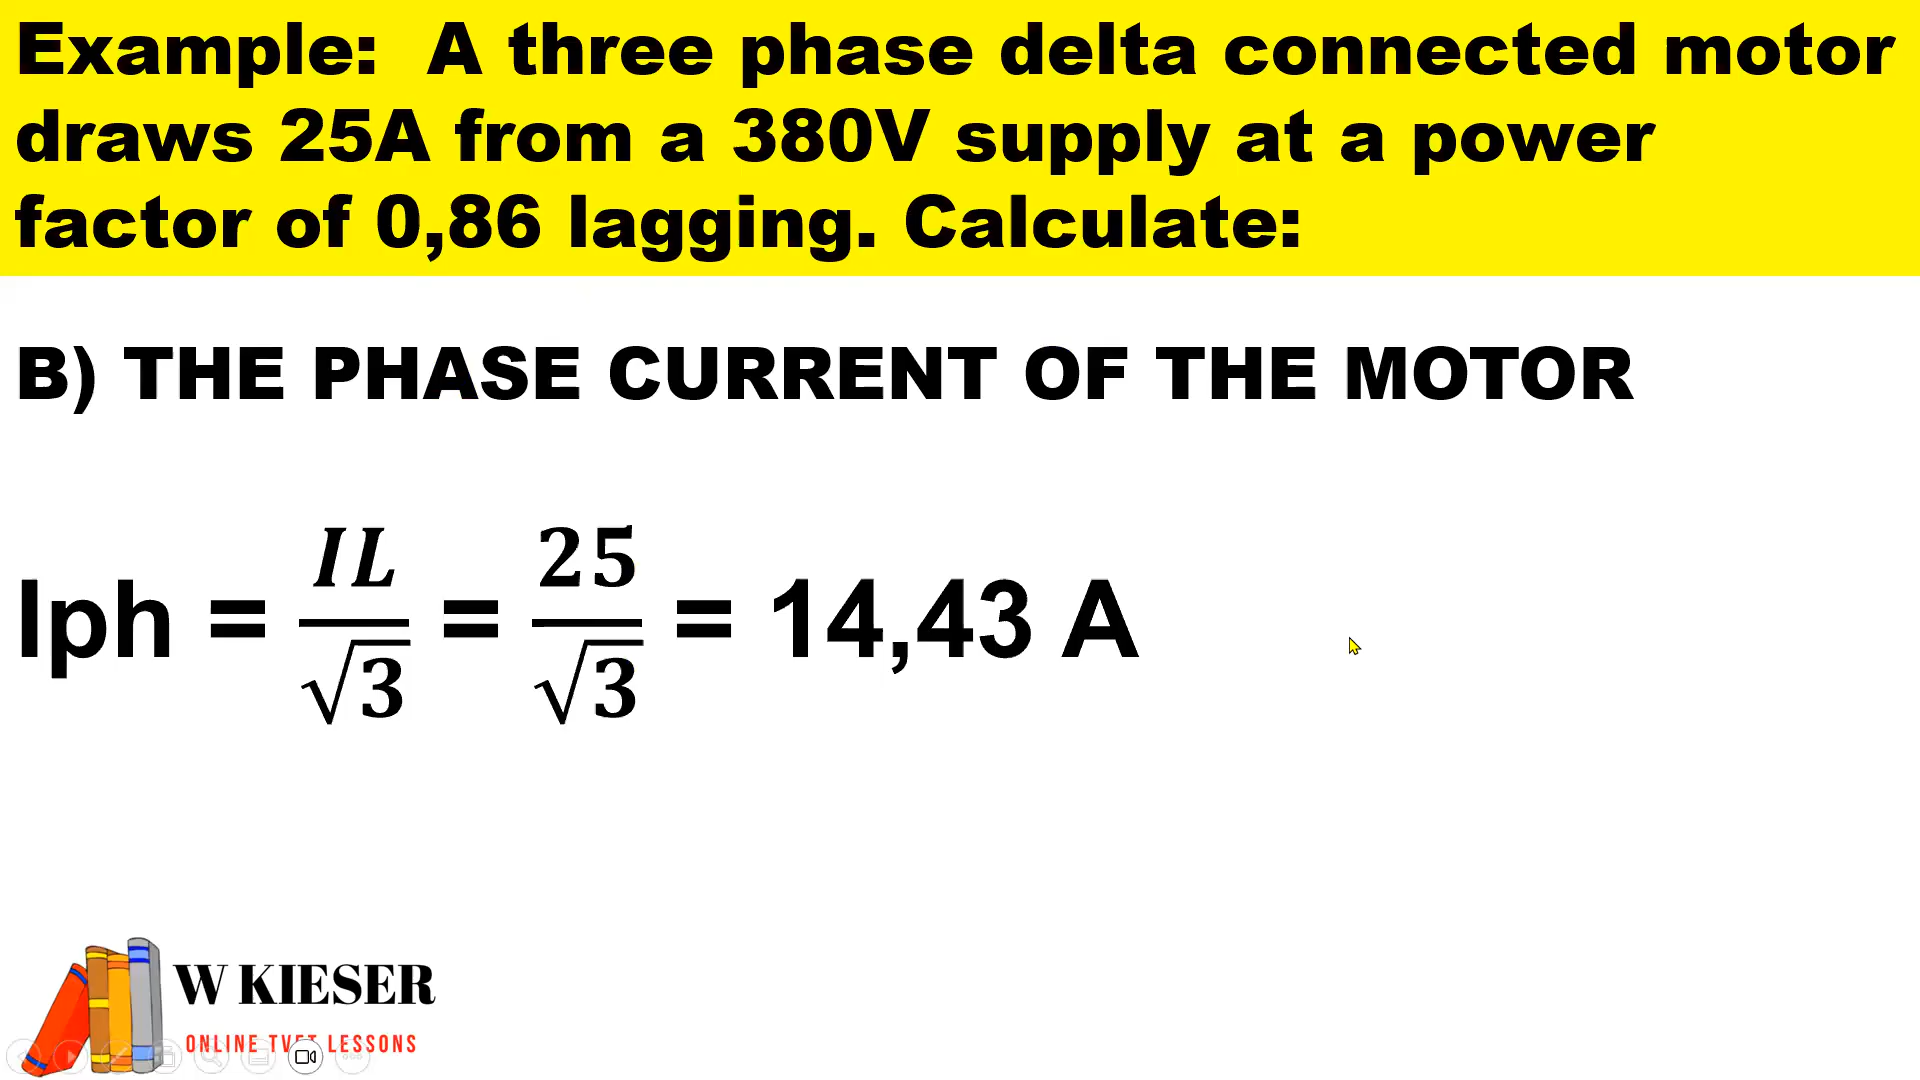 Example:  A three phase delta connected motor
draws 25A from a 380V supply at a power
factor of 0,86 lagging. Calculate:
B) THE PHASE CURRENT OF THE MOTOR
Iph = IL/√3 = 25/√3 = 14,43 A
W KIESER
ONLINE TVET LESSONS